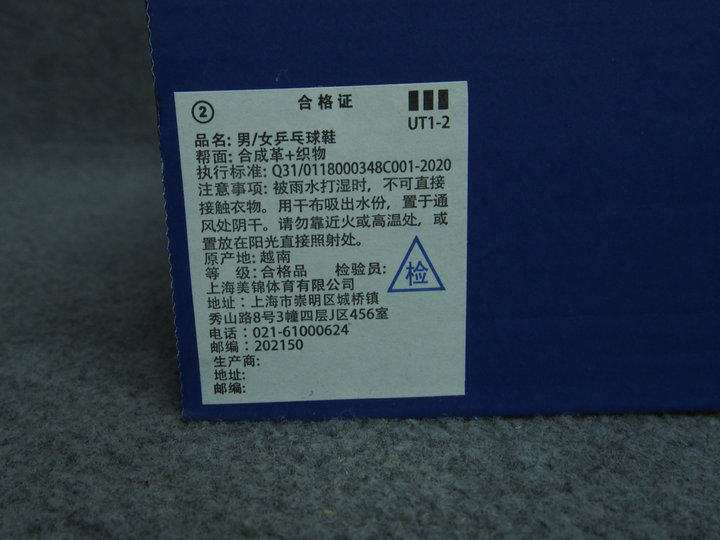 ② 合格证
UT1-2
品名: 男/女乒乓球鞋
帮面: 合成革+织物
执行标准: Q31/0118000348C001-2020
注意事项: 被雨水打湿时，不可直接
接触衣物。用干布吸出水份，置于通
风处阴干。请勿靠近火或高温处，或
置放在阳光直接照射处。
原产地: 越南
等 级: 合格品 检验员: 检
上海美锦体育有限公司
地址: 上海市崇明区城桥镇
秀山路8号3幢四层J区456室
电话: 021-61000624
邮编: 202150
生产商:
地址:
邮编: